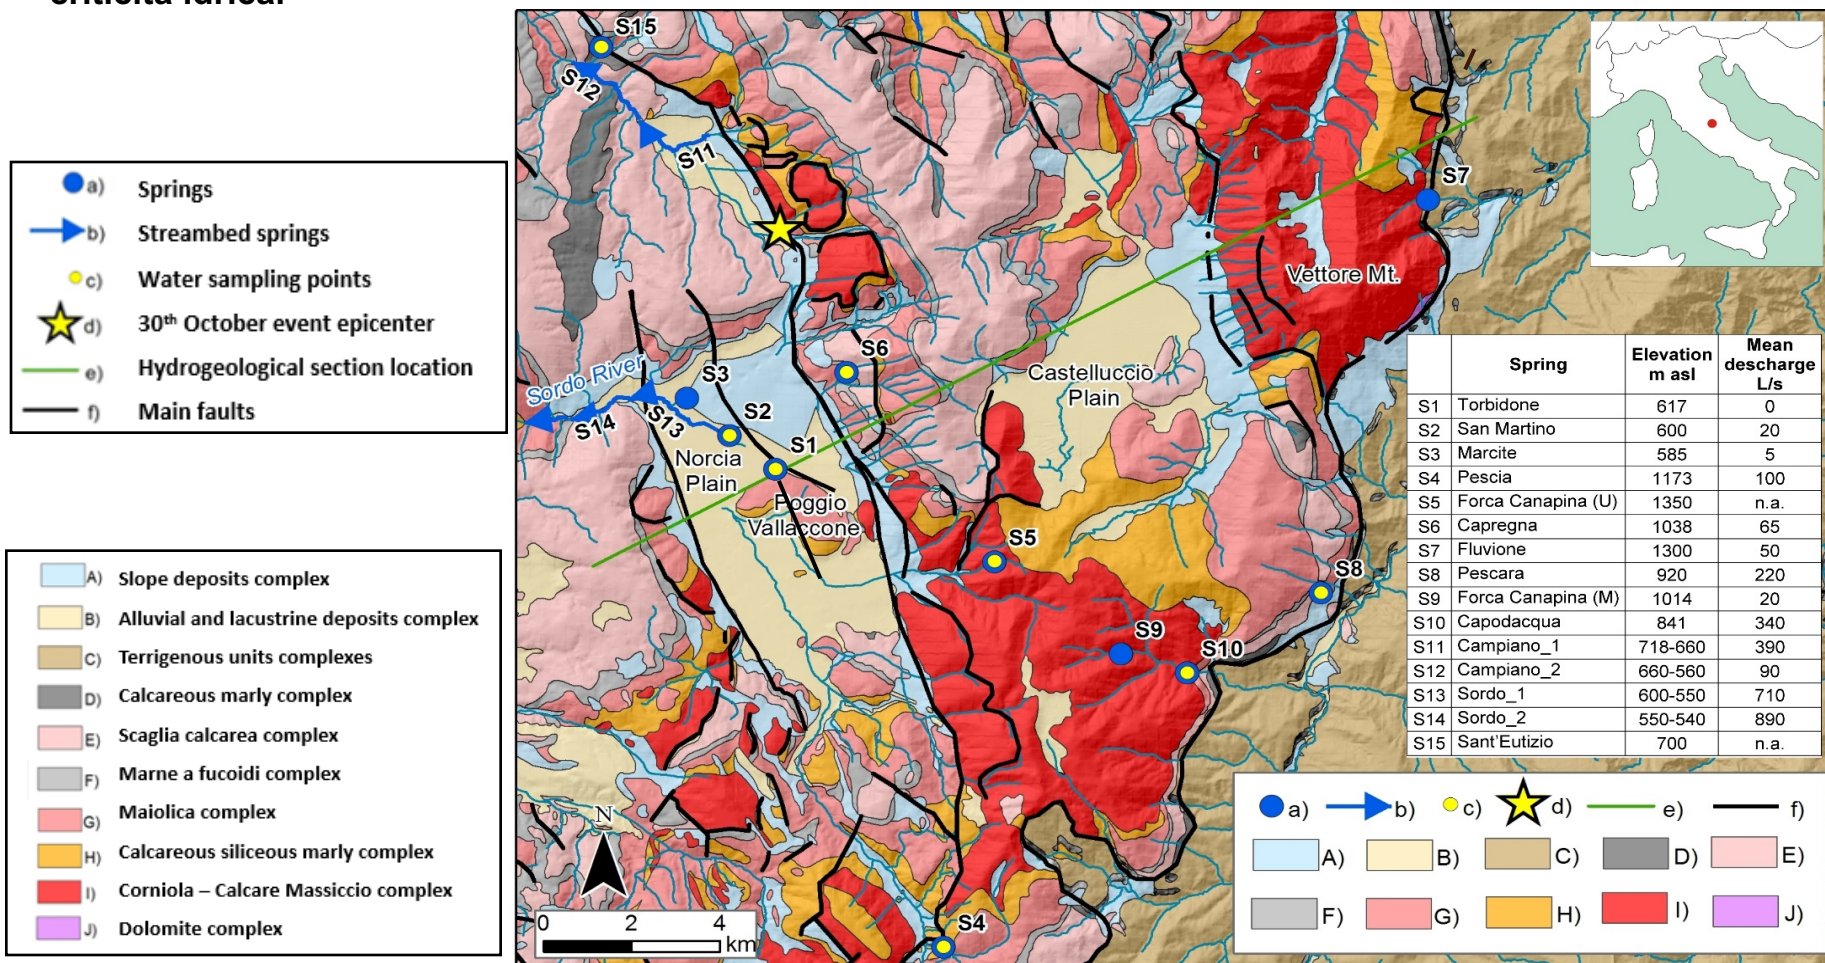 criticità idrica.
a) Springs
b) Streambed springs
c) Water sampling points
d) 30th October event epicenter
e) Hydrogeological section location
f) Main faults
A) Slope deposits complex
B) Alluvial and lacustrine deposits complex
C) Terrigenous units complexes
D) Calcareous marly complex
E) Scaglia calcarea complex
F) Marne a fucoidi complex
G) Maiolica complex
H) Calcareous siliceous marly complex
I) Corniola – Calcare Massiccio complex
J) Dolomite complex
S15
S12
S11
S7
Vettore Mt.
S6
Castelluccio
Plain
Sordo River
S3
S2
S13
S14
S1
Norcia
Plain
Poggio
Vallaccone
S5
S8
S9
S10
S4
N
0 2 4
km
Spring Elevation m asl Mean descharge L/s
S1 Torbidone 617 0
S2 San Martino 600 20
S3 Marcite 585 5
S4 Pescia 1173 100
S5 Forca Canapina (U) 1350 n.a.
S6 Capregna 1038 65
S7 Fluvione 1300 50
S8 Pescara 920 220
S9 Forca Canapina (M) 1014 20
S10 Capodacqua 841 340
S11 Campiano_1 718-660 390
S12 Campiano_2 660-560 90
S13 Sordo_1 600-550 710
S14 Sordo_2 550-540 890
S15 Sant'Eutizio 700 n.a.
a) b) c) d) e) f)
A) B) C) D) E)
F) G) H) I) J)